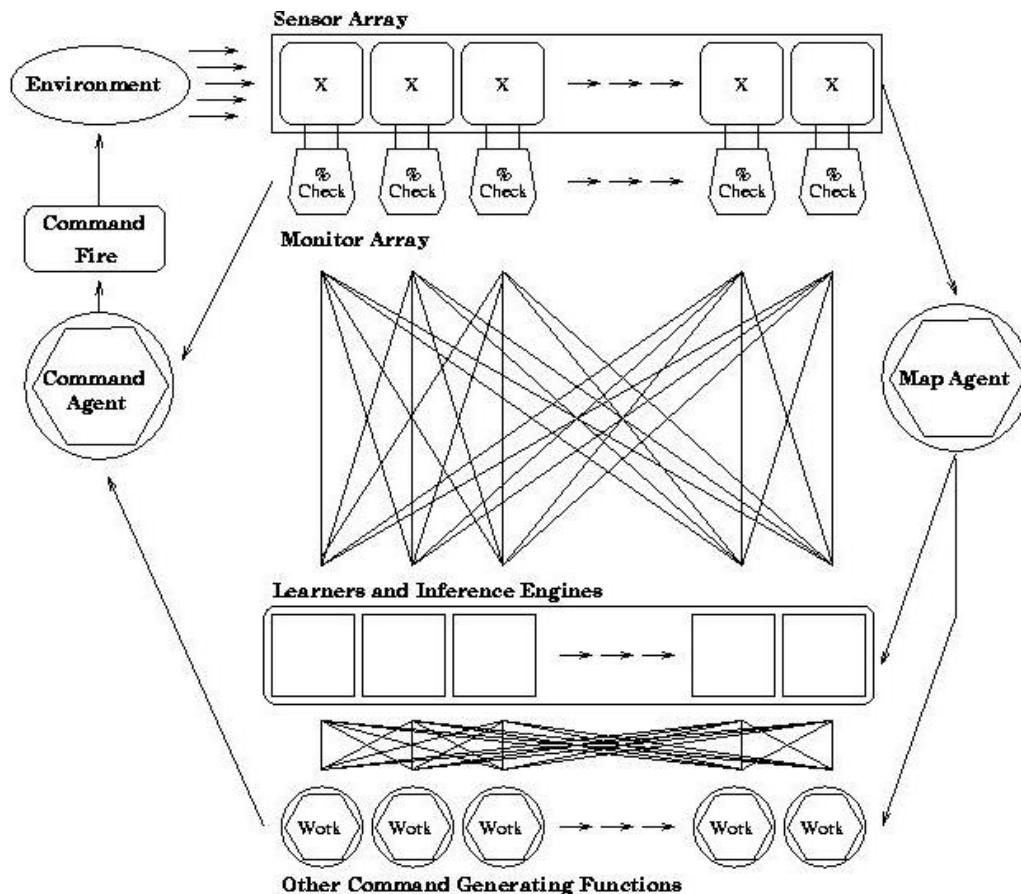 Sensor Array
Environment
X X X X X
% % % % %
Check Check Check Check Check
Command
Fire
Monitor Array
Command
Agent
Map Agent
Learners and Inference Engines
Work Work Work Work Work
Other Command Generating Functions